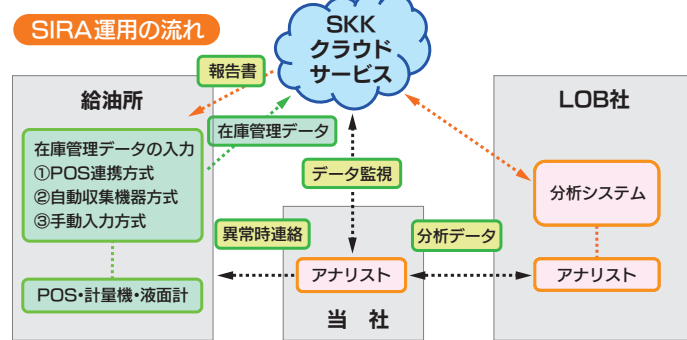 SIRA運用の流れ
SKK
クラウド
サービス
報告書
給油所
LOB社
在庫管理データ
在庫管理データの入力
①POS連携方式
②自動収集機器方式
③手動入力方式
データ監視
分析システム
異常時連絡
分析データ
POS・計量機・液面計
アナリスト
アナリスト
当 社